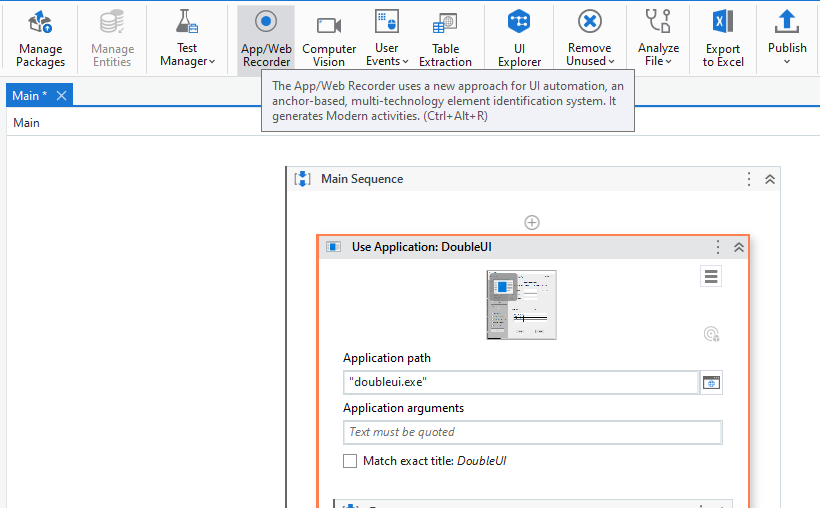 Manage Packages
Manage Entities
Test Manager
App/Web Recorder
Computer Vision
User Events
Table Extraction
UI Explorer
Remove Unused
Analyze File
Export to Excel
Publish
The App/Web Recorder uses a new approach for UI automation, an
anchor-based, multi-technology element identification system. It
generates Modern activities. (Ctrl+Alt+R)
Main *
Main
Main Sequence
Use Application: DoubleUI
Application path
"doubleui.exe"
Application arguments
Text must be quoted
Match exact title: DoubleUI